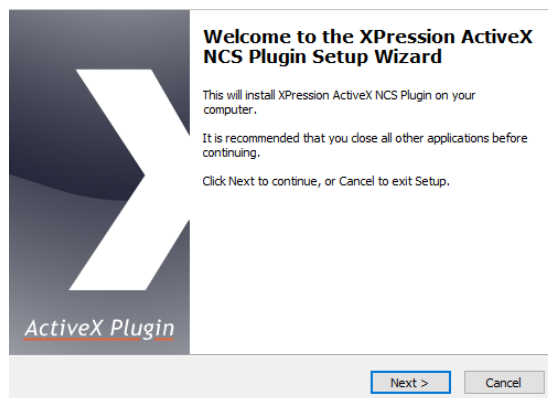 Welcome to the XPression ActiveX
NCS Plugin Setup Wizard
This will install XPression ActiveX NCS Plugin on your
computer.
It is recommended that you close all other applications before
continuing.
Click Next to continue, or Cancel to exit Setup.
ActiveX Plugin
Next >
Cancel